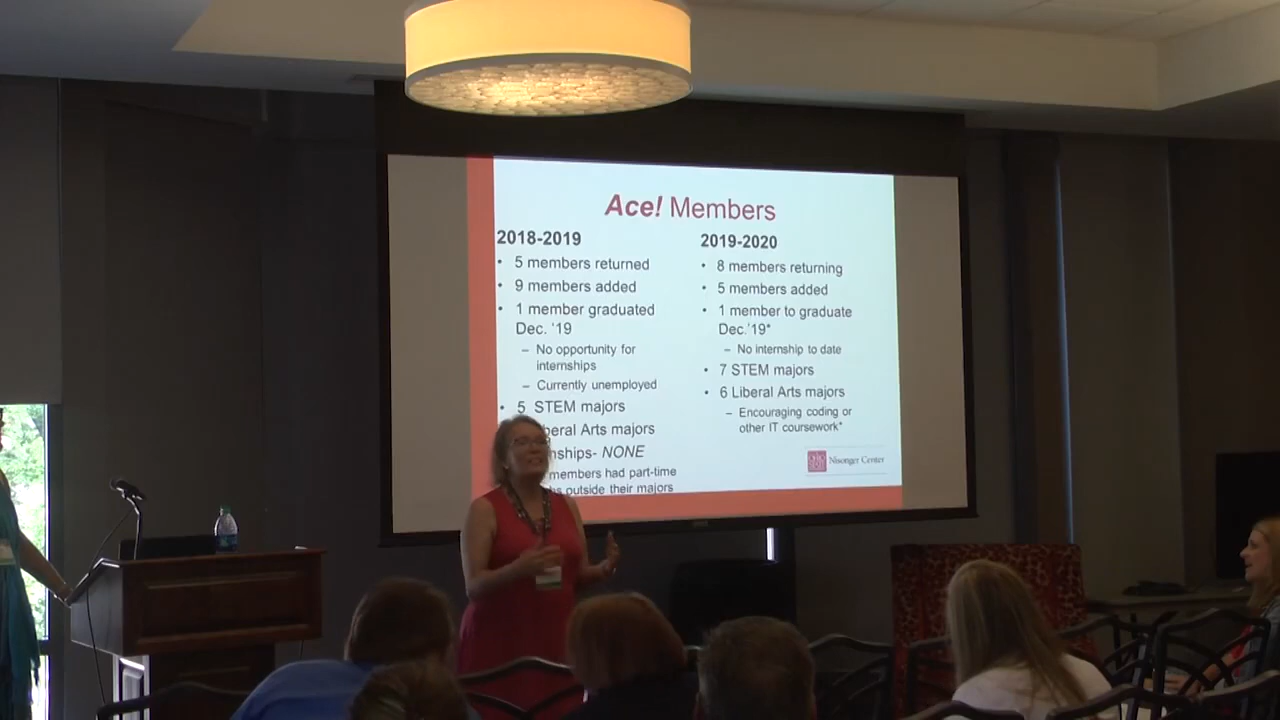 Ace! Members
2018-2019
• 5 members returned
• 9 members added
• 1 member graduated
Dec. '19
– No opportunity for
internships
– Currently unemployed
• 5 STEM majors
beral Arts majors
nships- NONE
members had part-time
bs outside their majors
2019-2020
• 8 members returning
• 5 members added
• 1 member to graduate
Dec.'19*
– No internship to date
• 7 STEM majors
• 6 Liberal Arts majors
– Encouraging coding or
other IT coursework*
Nisonger Center